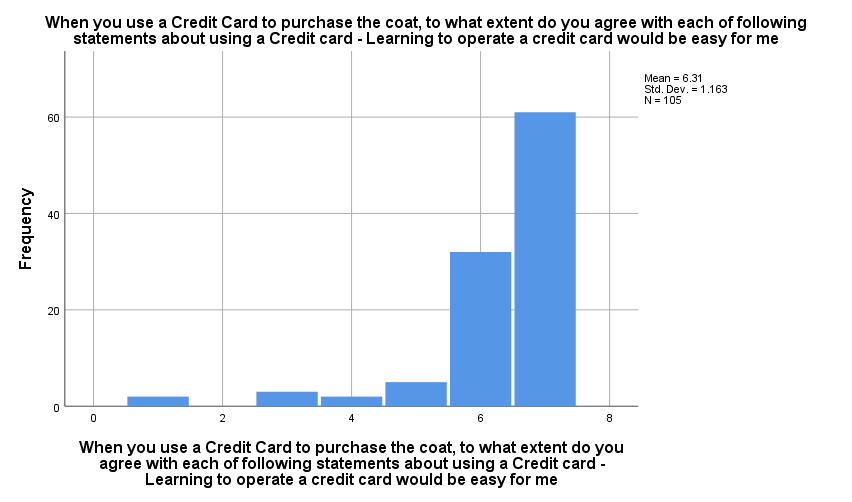 When you use a Credit Card to purchase the coat, to what extent do you agree with each of following
statements about using a Credit card - Learning to operate a credit card would be easy for me
Mean = 6.31
Std. Dev. = 1.163
N = 105
Frequency
60
40
20
0
0 2 4 6 8
When you use a Credit Card to purchase the coat, to what extent do you
agree with each of following statements about using a Credit card -
Learning to operate a credit card would be easy for me